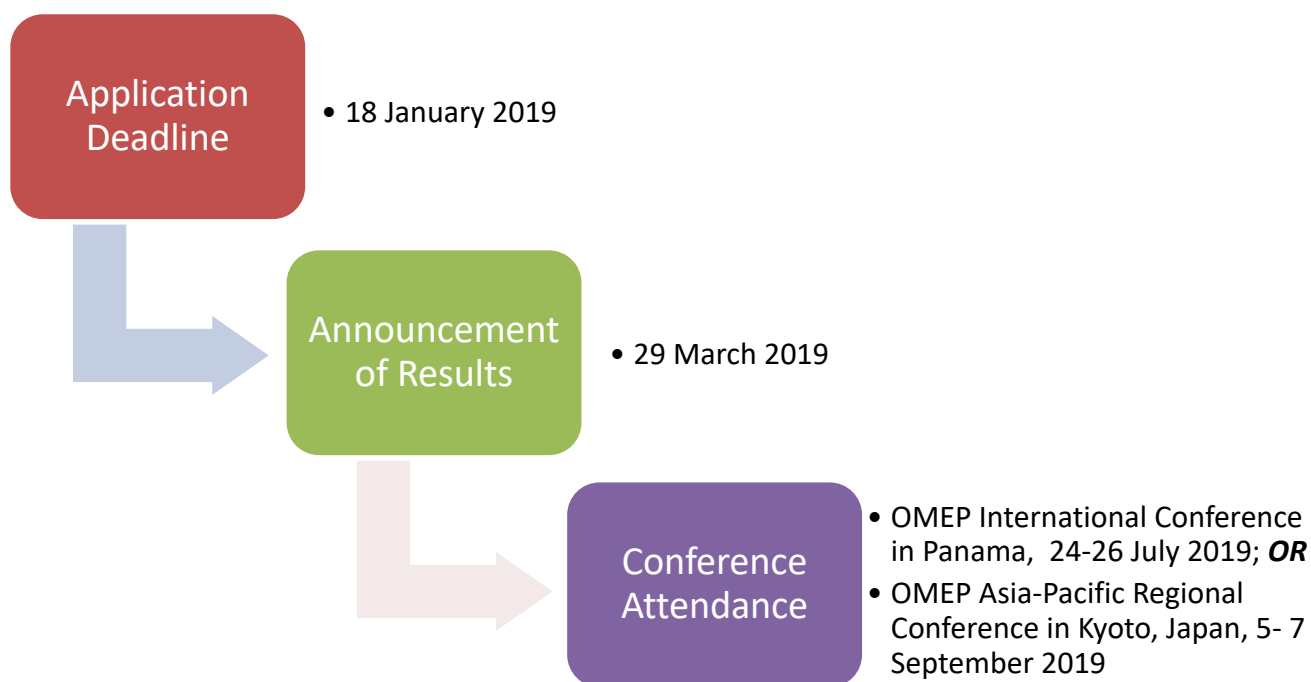 Application
Deadline
• 18 January 2019
Announcement
of Results
• 29 March 2019
Conference
Attendance
• OMEP International Conference
in Panama,  24-26 July 2019; OR
• OMEP Asia-Pacific Regional
Conference in Kyoto, Japan, 5- 7
September 2019